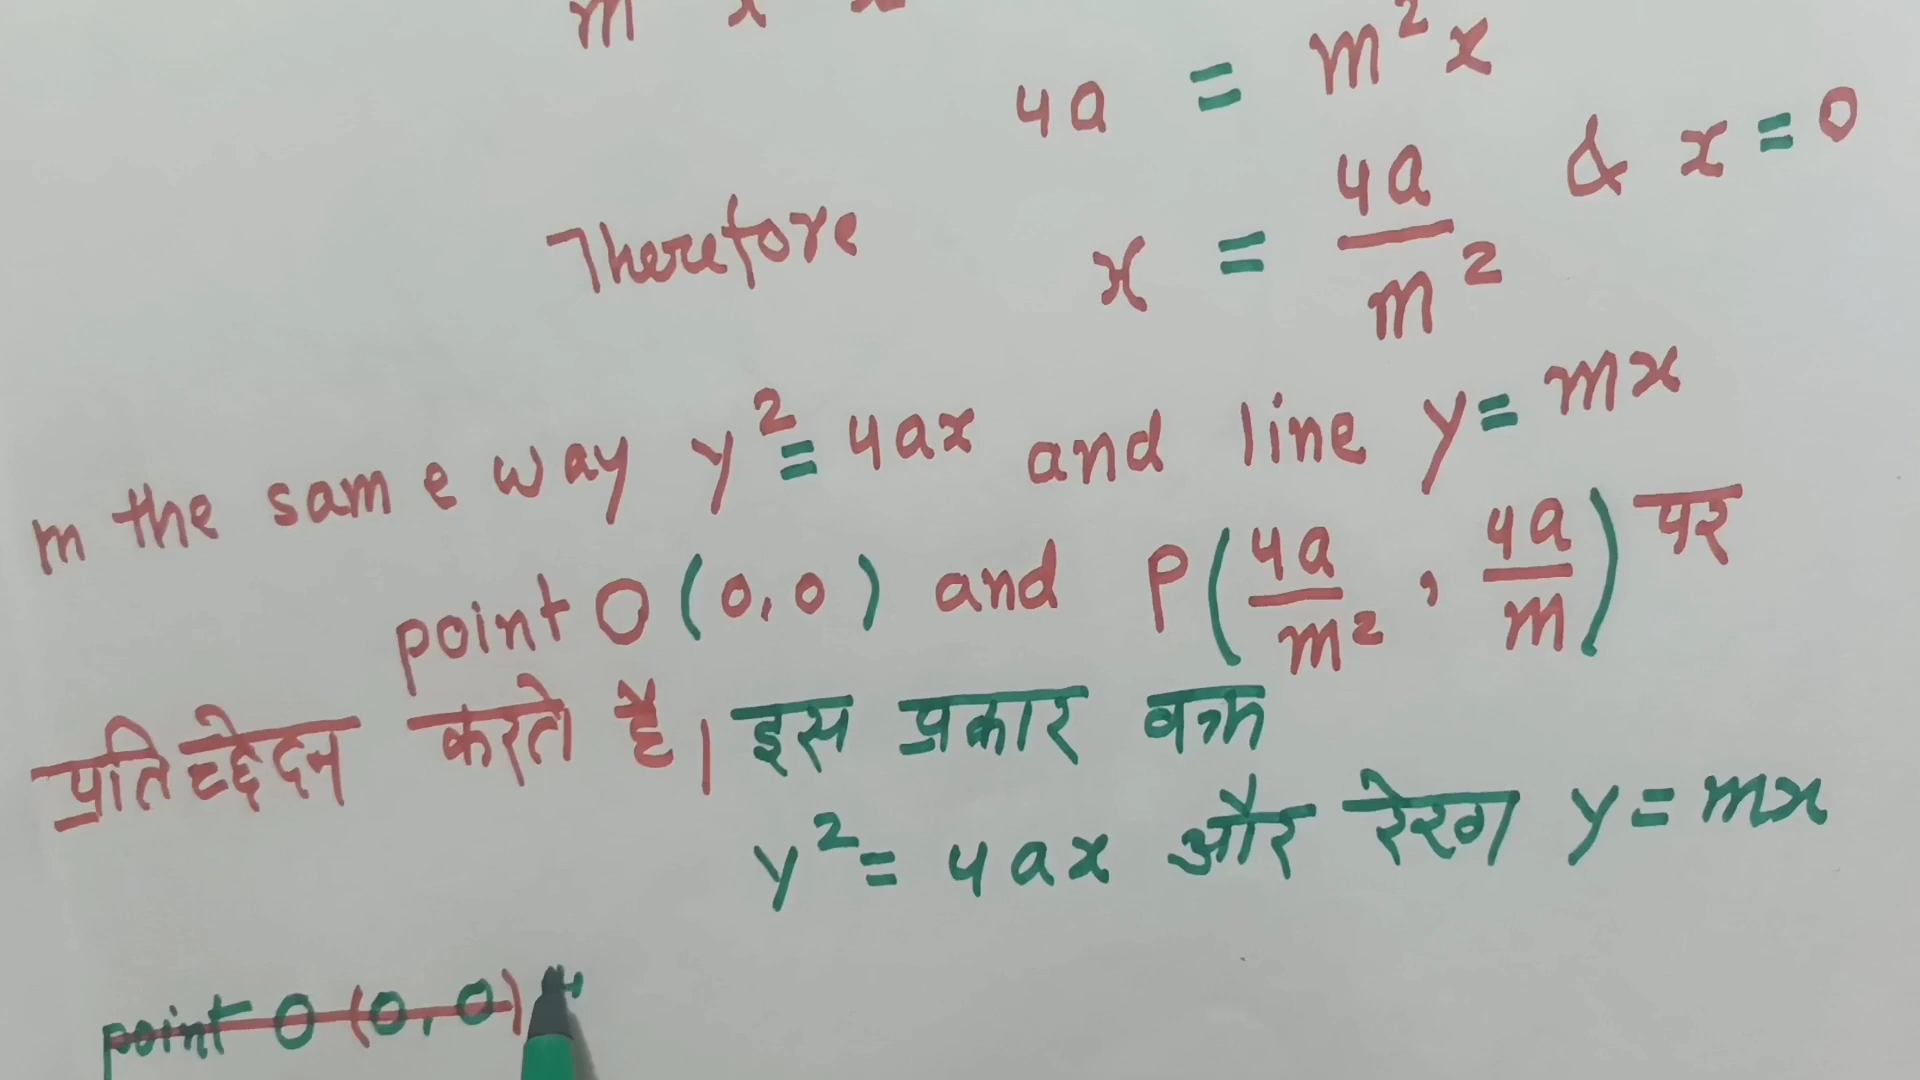 m x
4a = m²x
Therefore x = 4a/m² & x = 0
m the same way y² = 4ax and line y = mx
point O (0,0) and P(4a/m² , 4a/m) पर
प्रतिच्छेदन करते है। इस प्रकार वक्र
y² = 4ax और रेखा y = mx
point O (0,0)